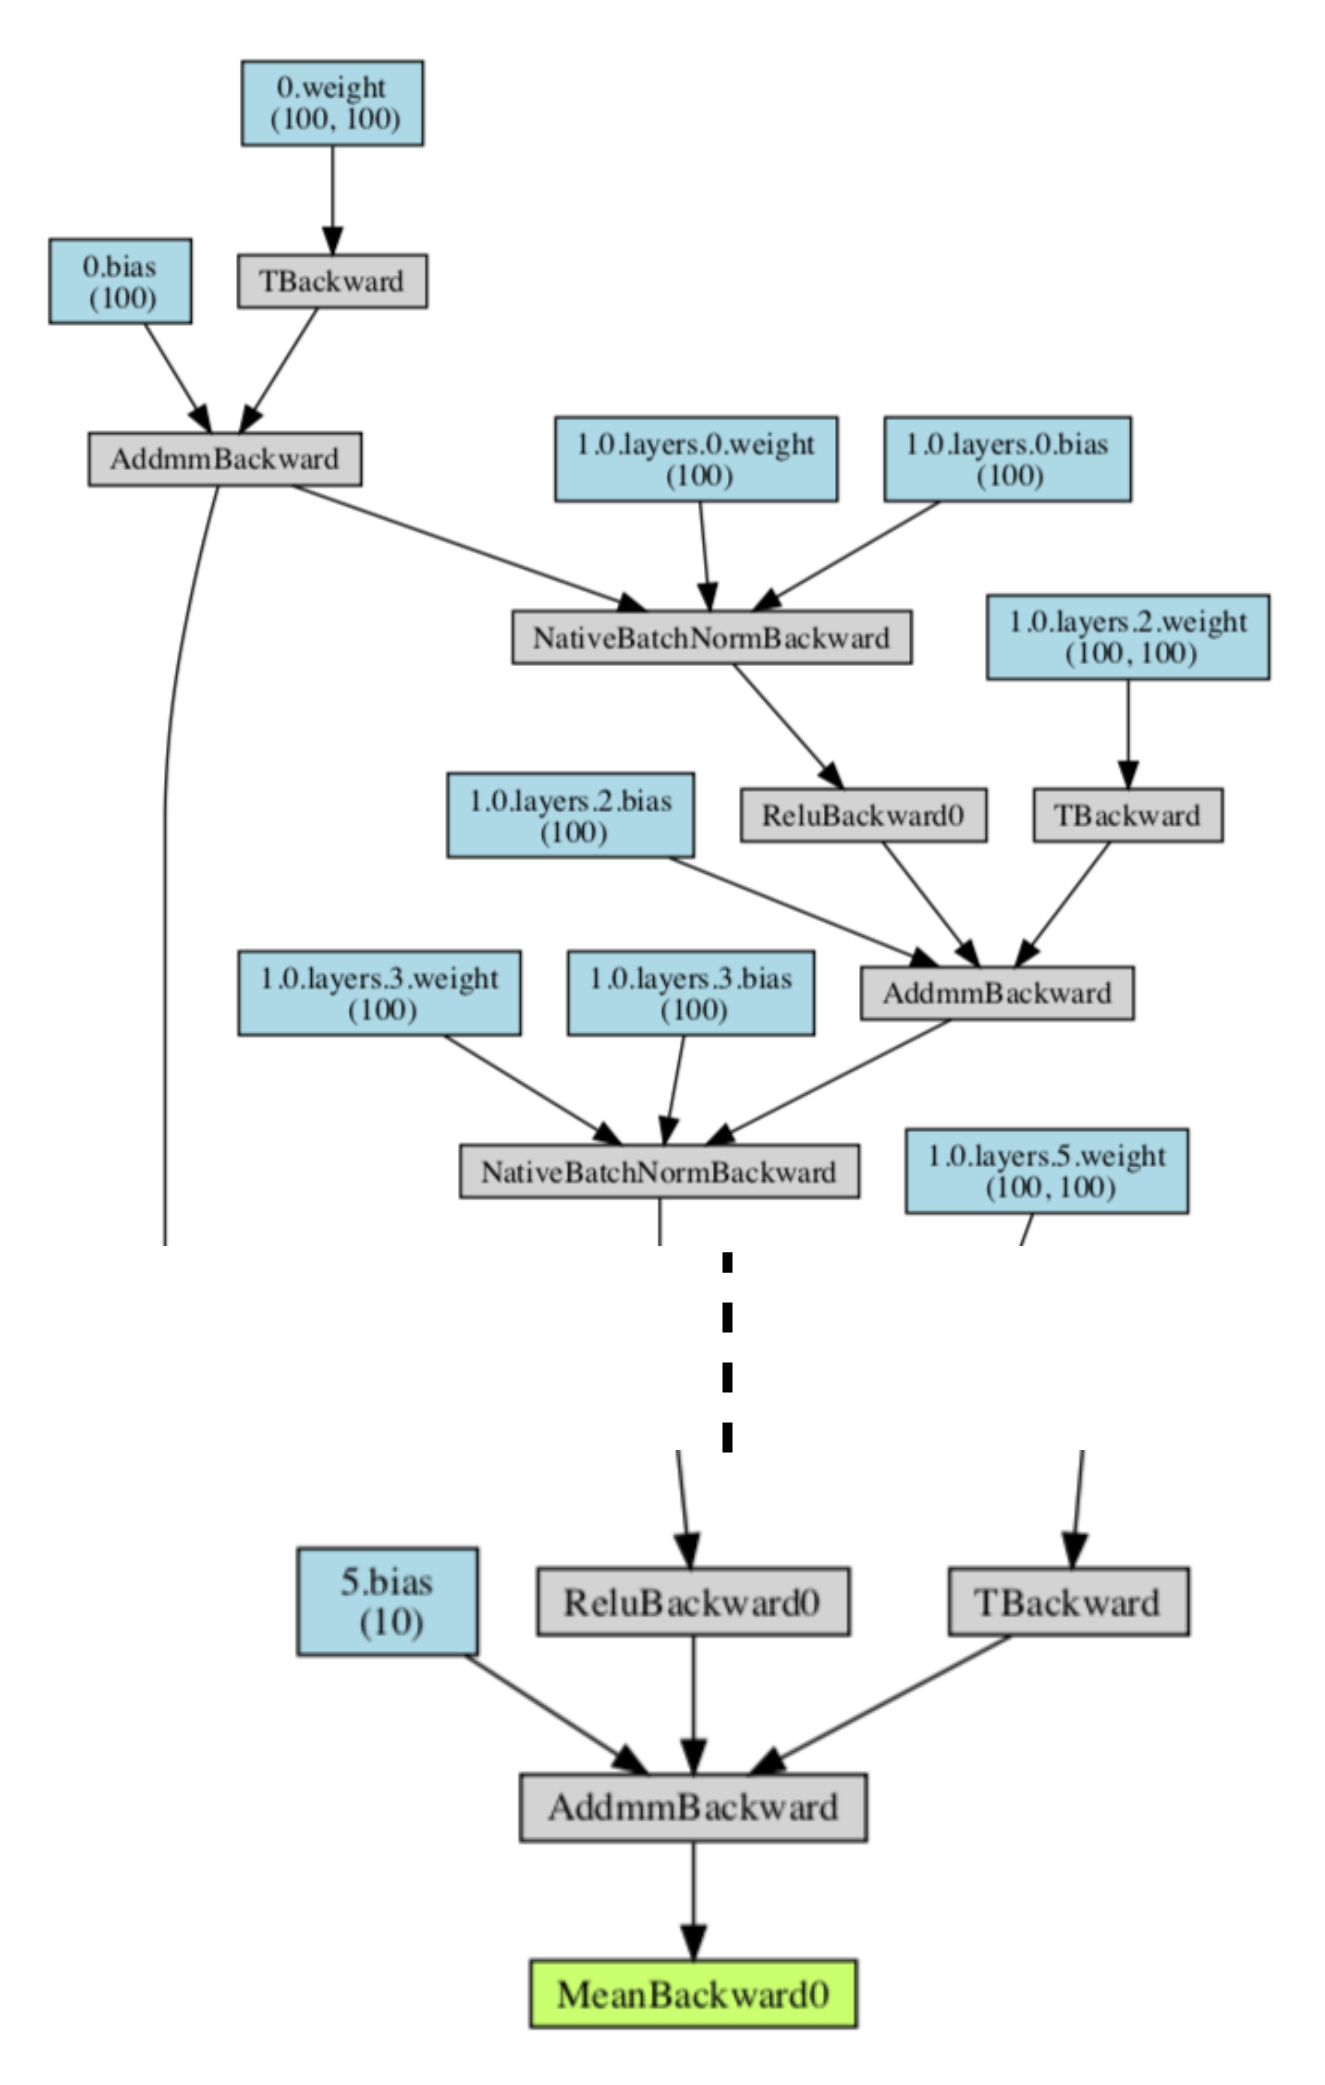 0.weight
(100, 100)
0.bias
(100)
TBackward
AddmmBackward
1.0.layers.0.weight
(100)
1.0.layers.0.bias
(100)
NativeBatchNormBackward
1.0.layers.2.weight
(100, 100)
1.0.layers.2.bias
(100)
ReluBackward0
TBackward
1.0.layers.3.weight
(100)
1.0.layers.3.bias
(100)
AddmmBackward
NativeBatchNormBackward
1.0.layers.5.weight
(100, 100)
5.bias
(10)
ReluBackward0
TBackward
AddmmBackward
MeanBackward0